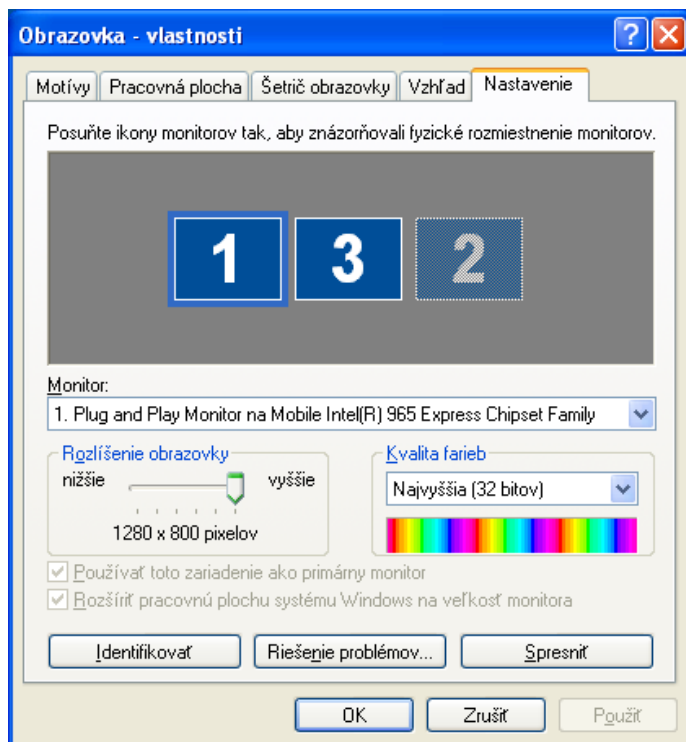 Obrazovka - vlastnosti
Motívy Pracovná plocha Šetrič obrazovky Vzhľad Nastavenie
Posuňte ikony monitorov tak, aby znázorňovali fyzické rozmiestnenie monitorov.
1 3 2
Monitor:
1. Plug and Play Monitor na Mobile Intel(R) 965 Express Chipset Family
Rozlíšenie obrazovky
nižšie vyššie
1280 x 800 pixelov
Kvalita farieb
Najvyššia (32 bitov)
Používať toto zariadenie ako primárny monitor
Rozšíriť pracovnú plochu systému Windows na veľkosť monitora
Identifikovať Riešenie problémov... Spresniť
OK Zrušiť Použiť